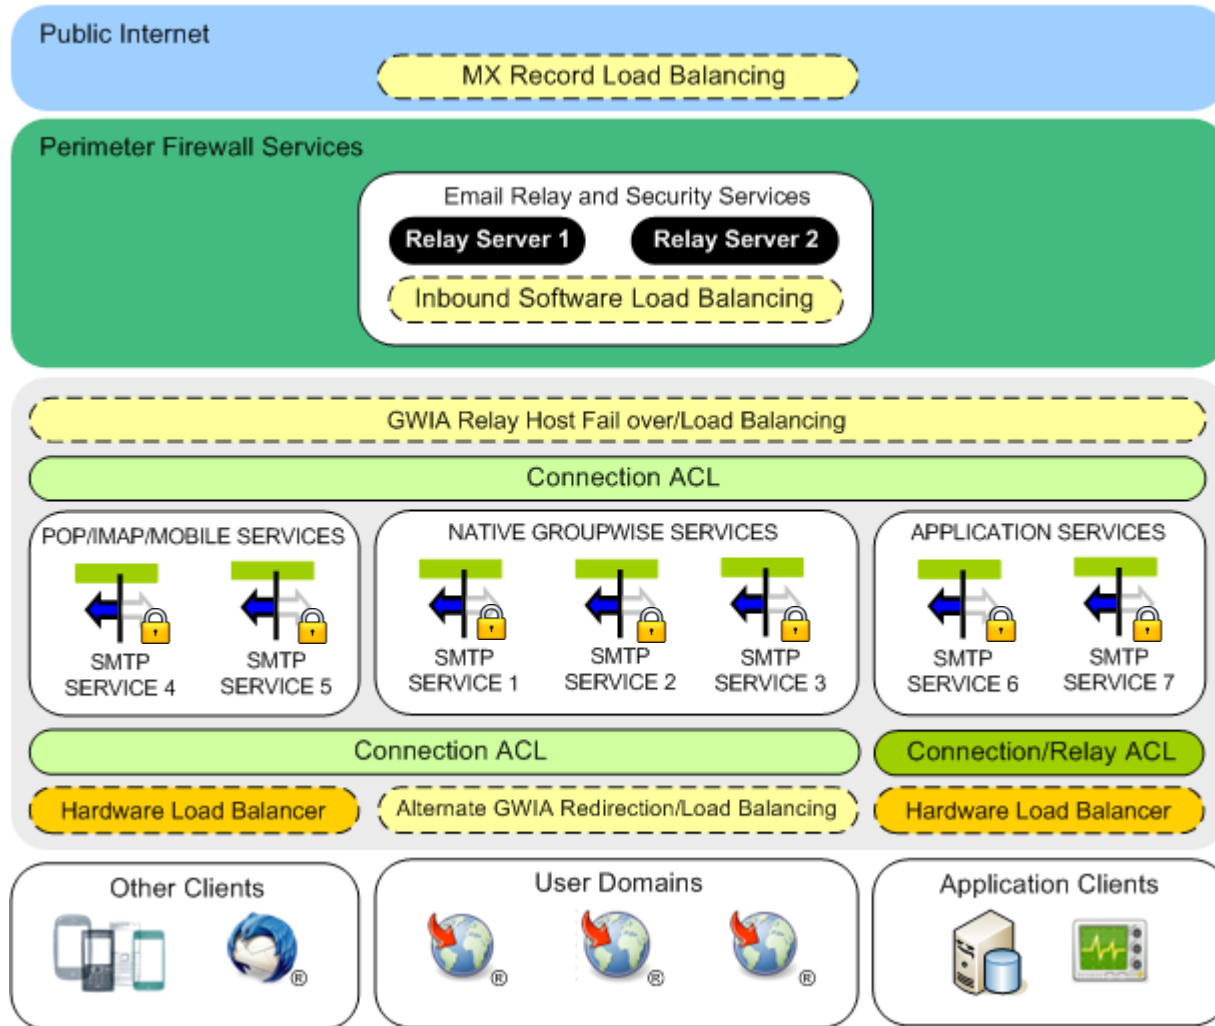 Public Internet
MX Record Load Balancing
Perimeter Firewall Services
Email Relay and Security Services
Relay Server 1
Relay Server 2
Inbound Software Load Balancing
GWIA Relay Host Fail over/Load Balancing
Connection ACL
POP/IMAP/MOBILE SERVICES
SMTP
SERVICE 4
SMTP
SERVICE 5
NATIVE GROUPWISE SERVICES
SMTP
SERVICE 1
SMTP
SERVICE 2
SMTP
SERVICE 3
APPLICATION SERVICES
SMTP
SERVICE 6
SMTP
SERVICE 7
Connection ACL
Connection/Relay ACL
Hardware Load Balancer
Alternate GWIA Redirection/Load Balancing
Hardware Load Balancer
Other Clients
®
User Domains
®
®
®
Application Clients